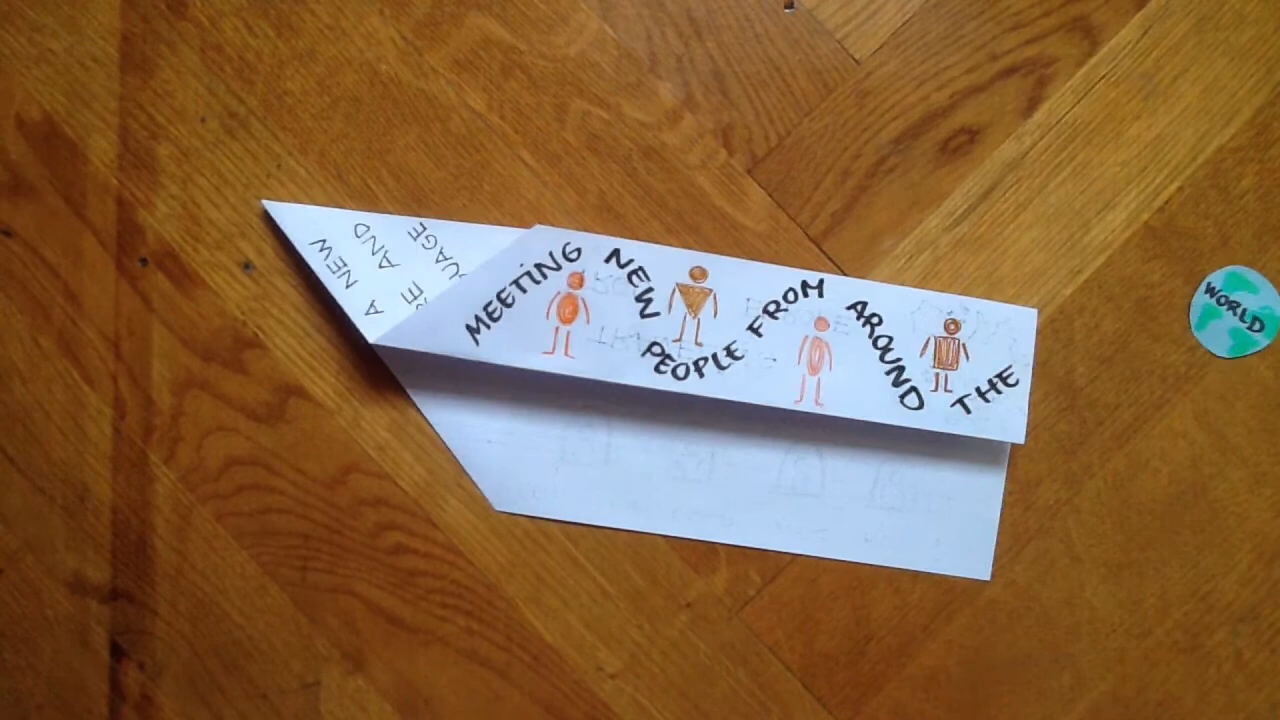 MEETING NEW PEOPLE FROM AROUND THE
WORLD
A NEW
AND